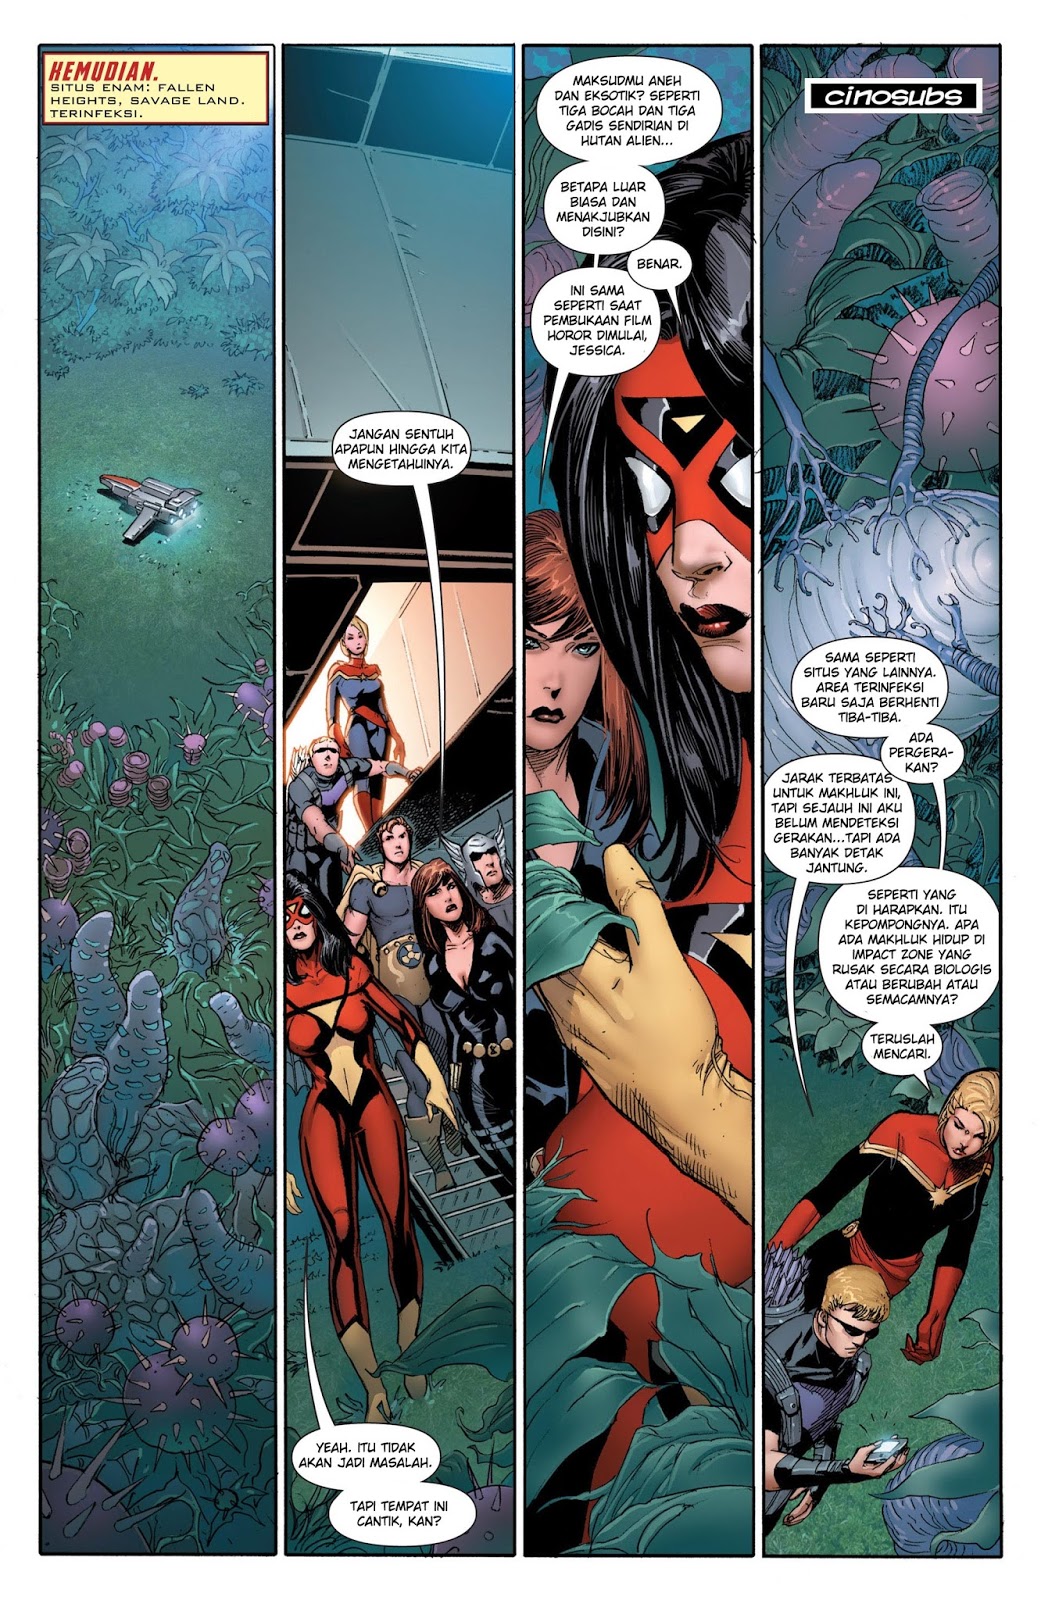 KEMUDIAN.
SITUS ENAM: FALLEN
HEIGHTS, SAVAGE LAND.
TERINFEKSI.
JANGAN SENTUH
APAPUN HINGGA KITA
MENGETAHUINYA.
YEAH. ITU TIDAK
AKAN JADI MASALAH.
TAPI TEMPAT INI
CANTIK, KAN?
MAKSUDMU ANEH
DAN EKSOTIK? SEPERTI
TIGA BOCAH DAN TIGA
GADIS SENDIRIAN DI
HUTAN ALIEN...
BETAPA LUAR
BIASA DAN
MENAKJUBKAN
DISINI?
BENAR.
INI SAMA
SEPERTI SAAT
PEMBUKAAN FILM
HOROR DIMULAI,
JESSICA.
cinosubs
SAMA SEPERTI
SITUS YANG LAINNYA.
AREA TERINFEKSI
BARU SAJA BERHENTI
TIBA-TIBA.
ADA
PERGERA-
KAN?
JARAK TERBATAS
UNTUK MAKHLUK INI,
TAPI SEJAUH INI AKU
BELUM MENDETEKSI
GERAKAN...TAPI ADA
BANYAK DETAK
JANTUNG.
SEPERTI YANG
DI HARAPKAN. ITU
KEPOMPONGNYA. APA
ADA MAKHLUK HIDUP DI
IMPACT ZONE YANG
RUSAK SECARA BIOLOGIS
ATAU BERUBAH ATAU
SEMACAMNYA?
TERUSLAH
MENCARI.